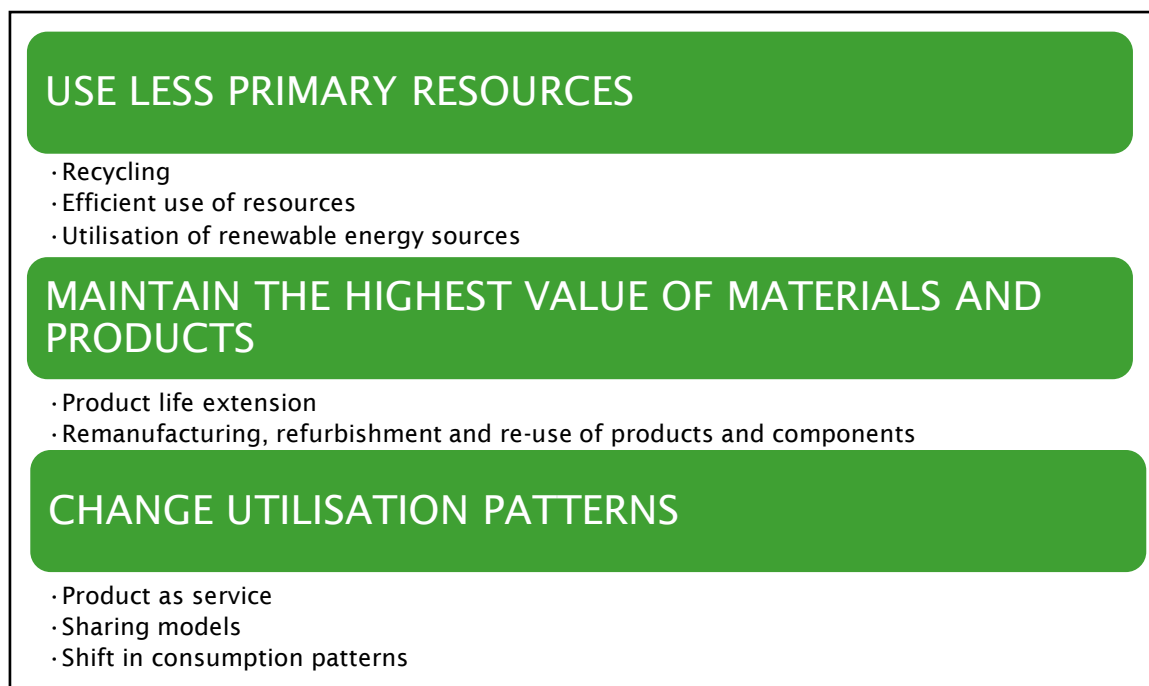 USE LESS PRIMARY RESOURCES
·Recycling
·Efficient use of resources
·Utilisation of renewable energy sources
MAINTAIN THE HIGHEST VALUE OF MATERIALS AND
PRODUCTS
·Product life extension
·Remanufacturing, refurbishment and re-use of products and components
CHANGE UTILISATION PATTERNS
·Product as service
·Sharing models
·Shift in consumption patterns